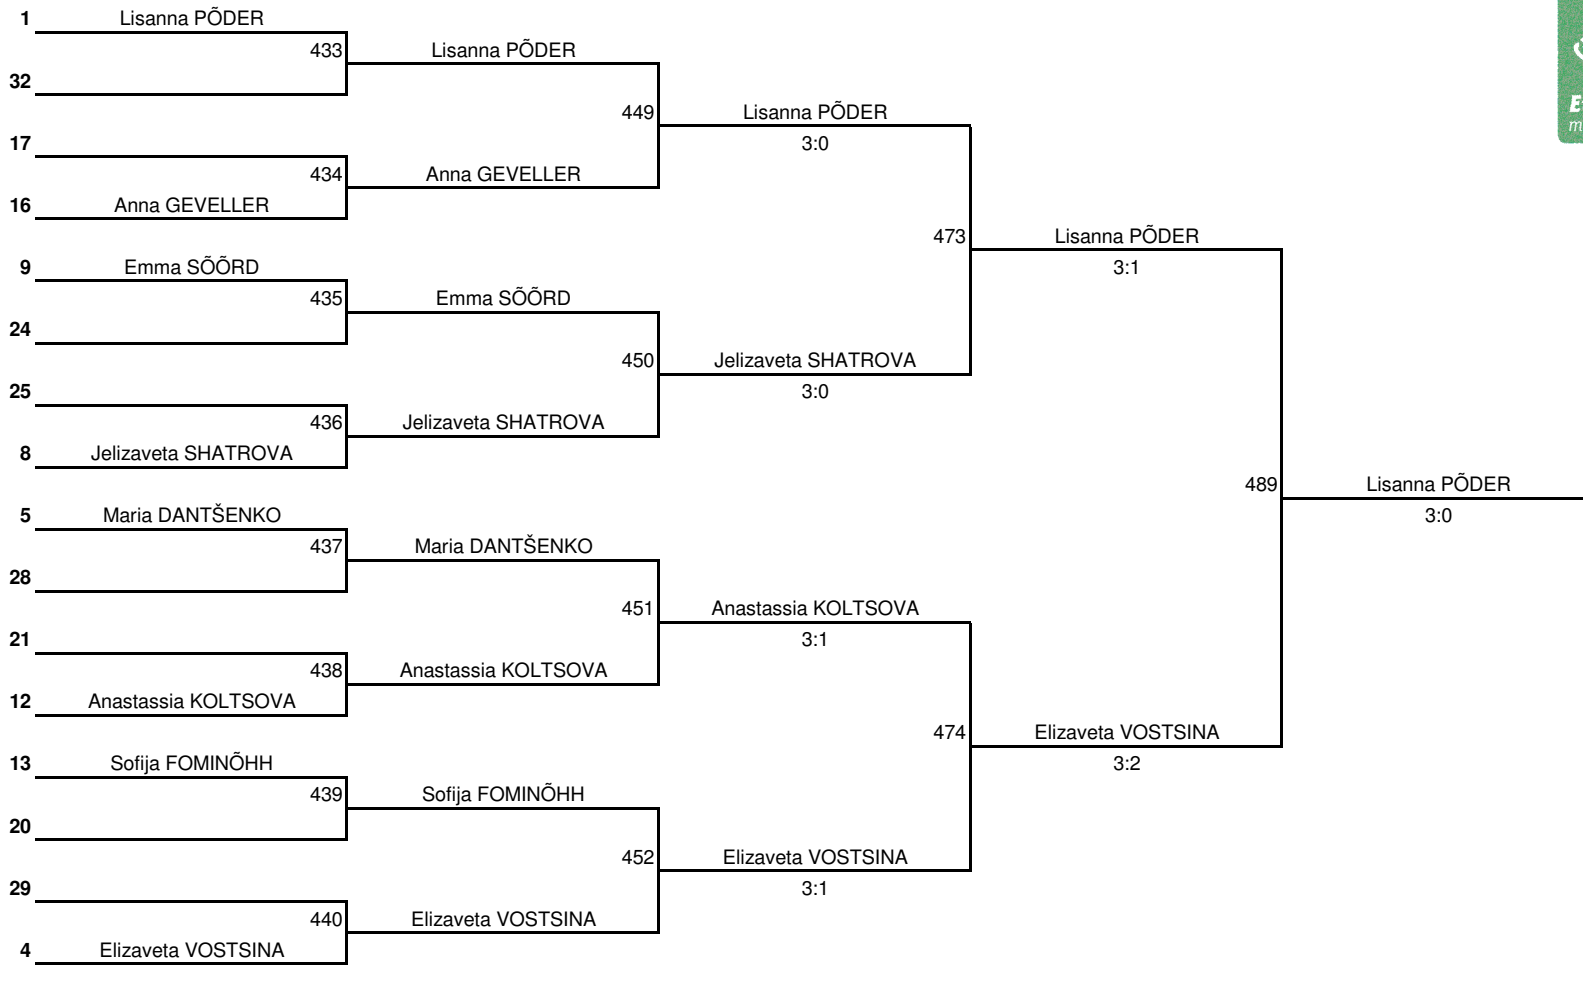 1 Lisanna PÕDER
433 Lisanna PÕDER
32
449 Lisanna PÕDER
3:0
17
434 Anna GEVELLER
16 Anna GEVELLER
473 Lisanna PÕDER
3:1
9 Emma SÕÕRD
435 Emma SÕÕRD
24
450 Jelizaveta SHATROVA
3:0
25
436 Jelizaveta SHATROVA
8 Jelizaveta SHATROVA
489 Lisanna PÕDER
3:0
5 Maria DANTŠENKO
437 Maria DANTŠENKO
28
451 Anastassia KOLTSOVA
3:1
21
438 Anastassia KOLTSOVA
12 Anastassia KOLTSOVA
474 Elizaveta VOSTSINA
3:2
13 Sofija FOMINÕHH
439 Sofija FOMINÕHH
20
452 Elizaveta VOSTSINA
3:1
29
440 Elizaveta VOSTSINA
4 Elizaveta VOSTSINA